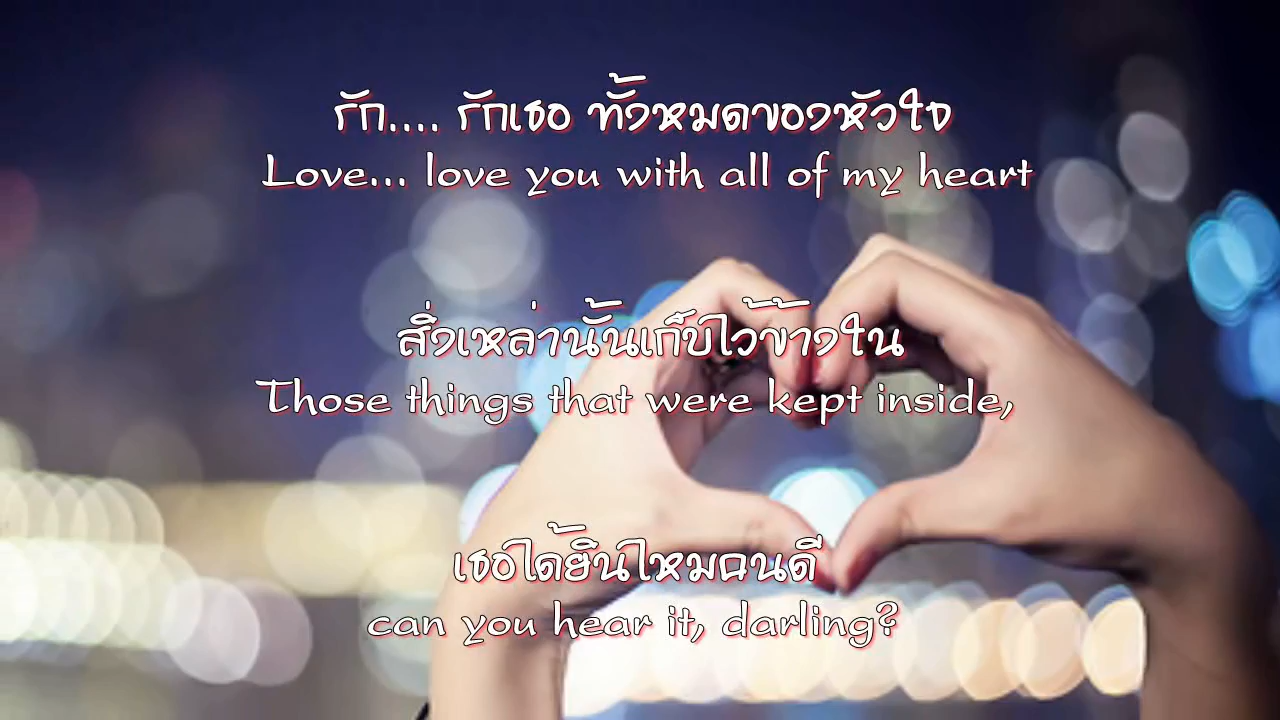 รัก.... รักเธอ ทั้งหมดของหัวใจ
Love... love you with all of my heart
สิ่งเหล่านั้นเก็บไว้ข้างใน
Those things that were kept inside,
เธอได้ยินไหมคนดี
can you hear it, darling?